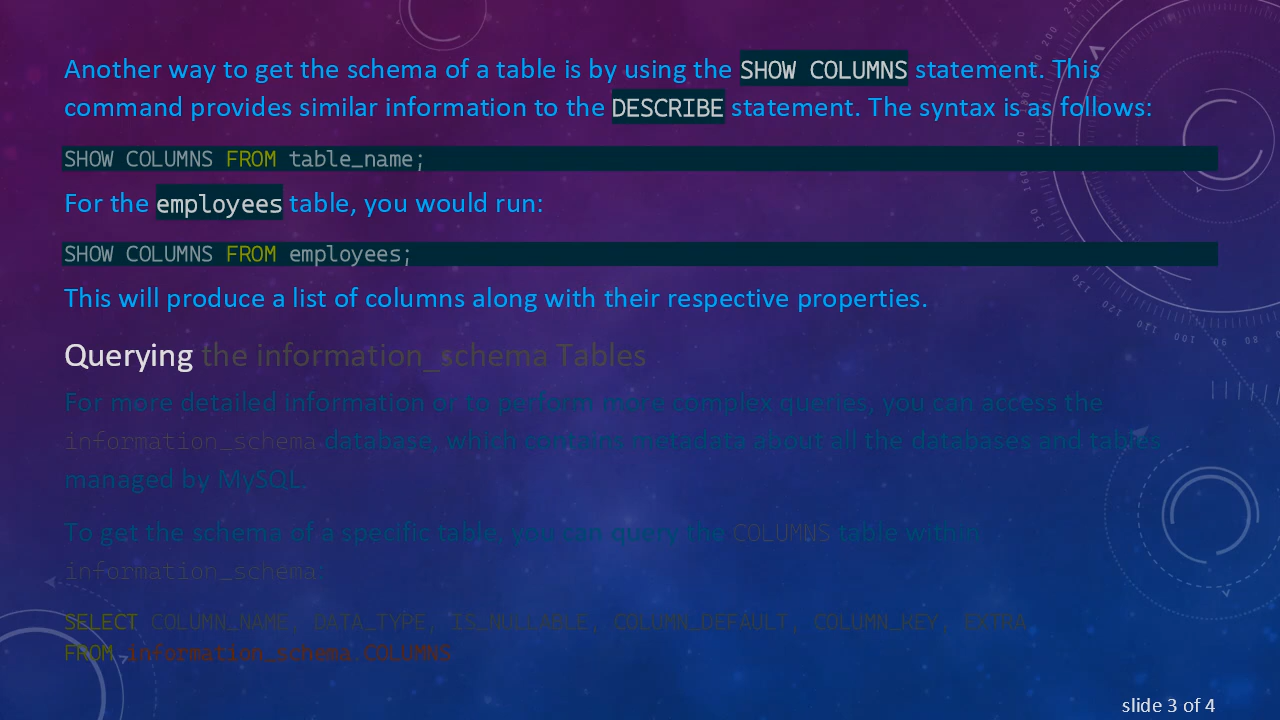 Another way to get the schema of a table is by using the SHOW COLUMNS statement. This
command provides similar information to the DESCRIBE statement. The syntax is as follows:
SHOW COLUMNS FROM table_name;
For the employees table, you would run:
SHOW COLUMNS FROM employees;
This will produce a list of columns along with their respective properties.
Querying the information_schema Tables
For more detailed information or to perform more complex queries, you can access the
information_schema database, which contains metadata about all the databases and tables
managed by MySQL.
To get the schema of a specific table, you can query the COLUMNS table within
information_schema:
SELECT COLUMN_NAME, DATA_TYPE, IS_NULLABLE, COLUMN_DEFAULT, COLUMN_KEY, EXTRA
FROM information_schema.COLUMNS
slide 3 of 4